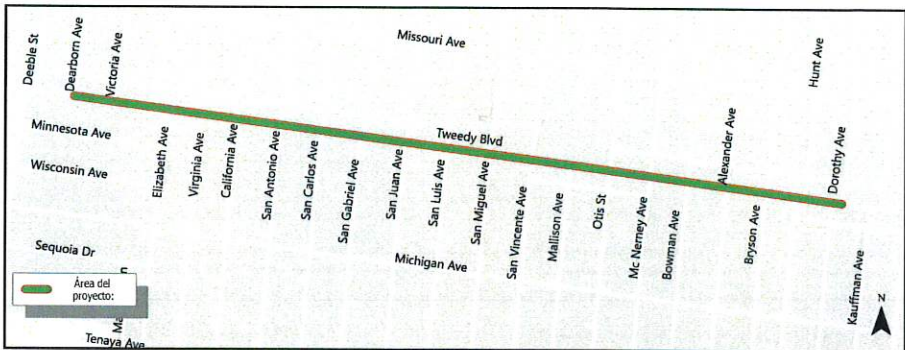 Deeble St
Dearborn Ave
Victoria Ave
Missouri Ave
Hunt Ave
Minnesota Ave
Wisconsin Ave
Elizabeth Ave
Virginia Ave
California Ave
San Antonio Ave
San Carlos Ave
San Gabriel Ave
San Juan Ave
San Luis Ave
Tweedy Blvd
San Miguel Ave
San Vincente Ave
Mallison Ave
Otis St
Mc Nerney Ave
Bowman Ave
Alexander Ave
Bryson Ave
Dorothy Ave
Kauffman Ave
Sequoia Dr
Michigan Ave
Área del
proyecto:
Tenaya Ave
N